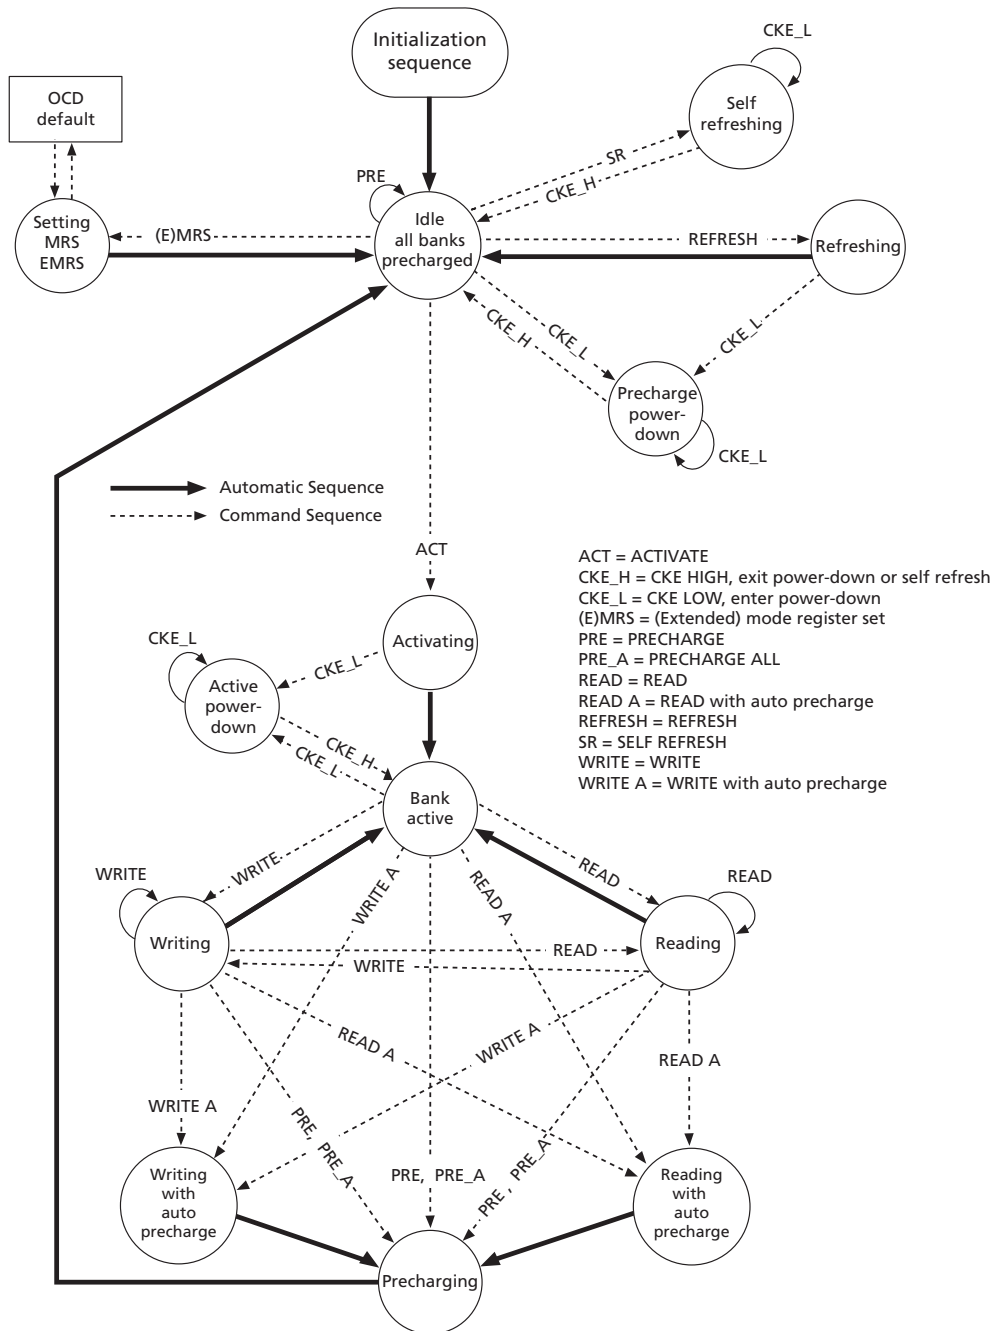 Initialization
sequence
CKE_L
OCD
default
Self
refreshing
SR
CKE_H
PRE
Setting
MRS
EMRS
(E)MRS
Idle
all banks
precharged
REFRESH
Refreshing
CKE_H
CKE_L
CKE_L
Precharge
power-
down
CKE_L
Automatic Sequence
Command Sequence
ACT
ACT = ACTIVATE
CKE_H = CKE HIGH, exit power-down or self refresh
CKE_L = CKE LOW, enter power-down
(E)MRS = (Extended) mode register set
PRE = PRECHARGE
PRE_A = PRECHARGE ALL
READ = READ
READ A = READ with auto precharge
REFRESH = REFRESH
SR = SELF REFRESH
WRITE = WRITE
WRITE A = WRITE with auto precharge
Activating
CKE_L
CKE_L
Active
power-
down
CKE_H
CKE_L
Bank
active
WRITE
WRITE
WRITE A
READ A
READ
READ
Writing
READ
WRITE
Reading
READ A
WRITE A
READ A
WRITE A
PRE, PRE_A
PRE, PRE_A
PRE , PRE_A
Writing
with
auto
precharge
Reading
with
auto
precharge
Precharging